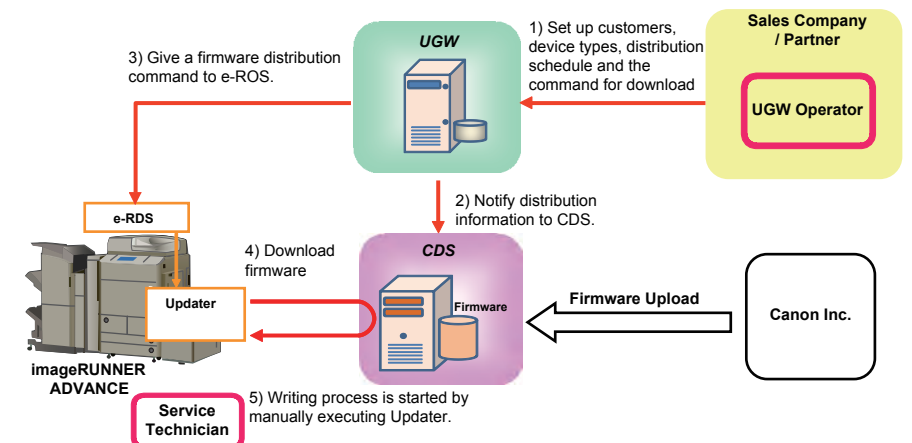 UGW
1) Set up customers,
device types, distribution
schedule and the
command for download
Sales Company
/ Partner
UGW Operator
3) Give a firmware distribution
command to e-ROS.
2) Notify distribution
information to CDS.
e-RDS
4) Download
firmware
CDS
Updater
Firmware
Firmware Upload
Canon Inc.
imageRUNNER
ADVANCE
5) Writing process is started by
manually executing Updater.
Service
Technician